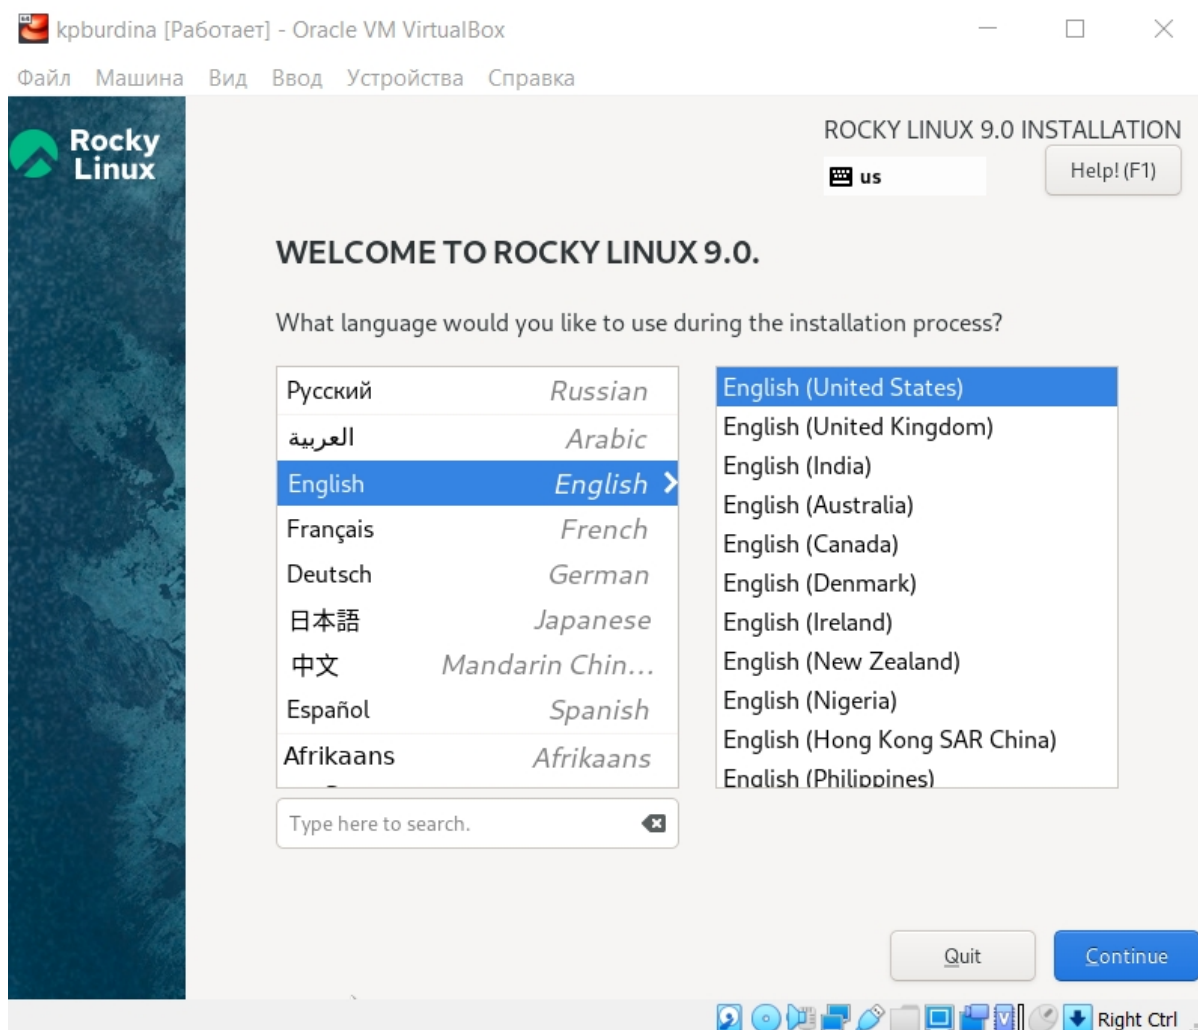 kpburdina [Работает] - Oracle VM VirtualBox
Файл Машина Вид Ввод Устройства Справка
Rocky
Linux
ROCKY LINUX 9.0 INSTALLATION
us
Help! (F1)
WELCOME TO ROCKY LINUX 9.0.
What language would you like to use during the installation process?
Русский Russian
العربية Arabic
English English
Français French
Deutsch German
日本語 Japanese
中文 Mandarin Chin...
Español Spanish
Afrikaans Afrikaans
English (United States)
English (United Kingdom)
English (India)
English (Australia)
English (Canada)
English (Denmark)
English (Ireland)
English (New Zealand)
English (Nigeria)
English (Hong Kong SAR China)
English (Philippines)
Type here to search.
Quit
Continue
Right Ctrl